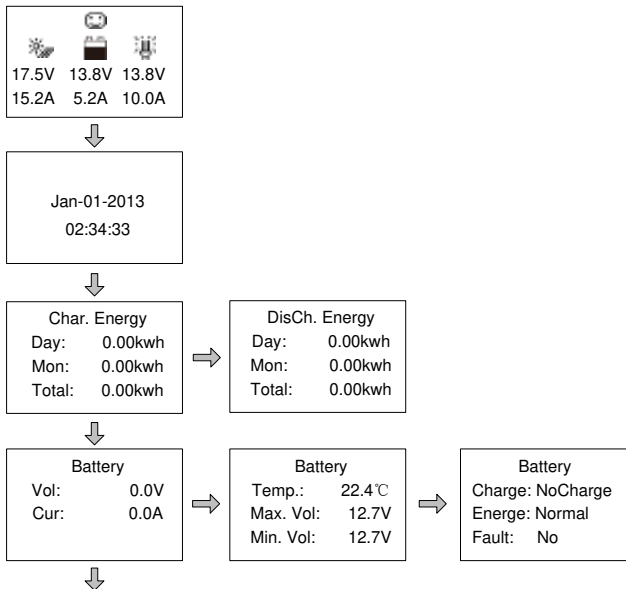 17.5V 13.8V 13.8V
15.2A 5.2A 10.0A
Jan-01-2013
02:34:33
Char. Energy
Day: 0.00kwh
Mon: 0.00kwh
Total: 0.00kwh
DisCh. Energy
Day: 0.00kwh
Mon: 0.00kwh
Total: 0.00kwh
Battery
Vol: 0.0V
Cur: 0.0A
Battery
Temp.: 22.4℃
Max. Vol: 12.7V
Min. Vol: 12.7V
Battery
Charge: NoCharge
Energe: Normal
Fault: No